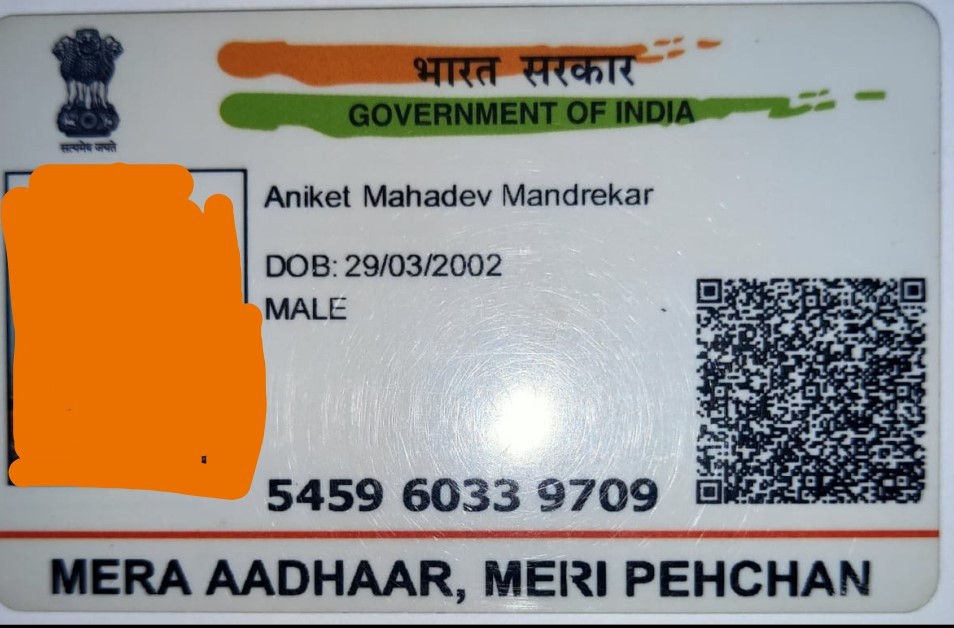 भारत सरकार
GOVERNMENT OF INDIA
सत्यमेव जयते
Aniket Mahadev Mandrekar
DOB: 29/03/2002
MALE
5459 6033 9709
MERA AADHAAR, MERI PEHCHAN